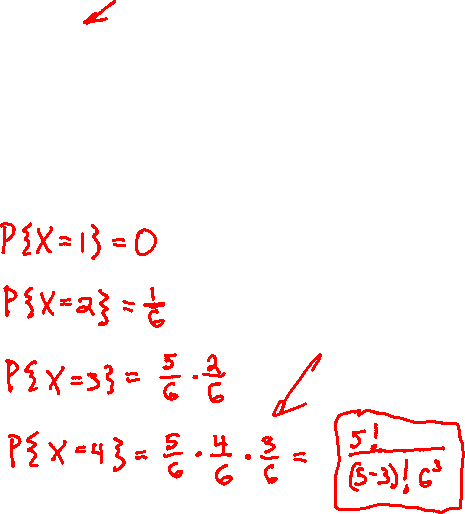 P{X=1} = 0
P{X=2} = 1/6
P{X=3} = 5/6 · 2/6
P{X=4} = 5/6 · 4/6 · 3/6 = 5!/((5-3)! 6^3)